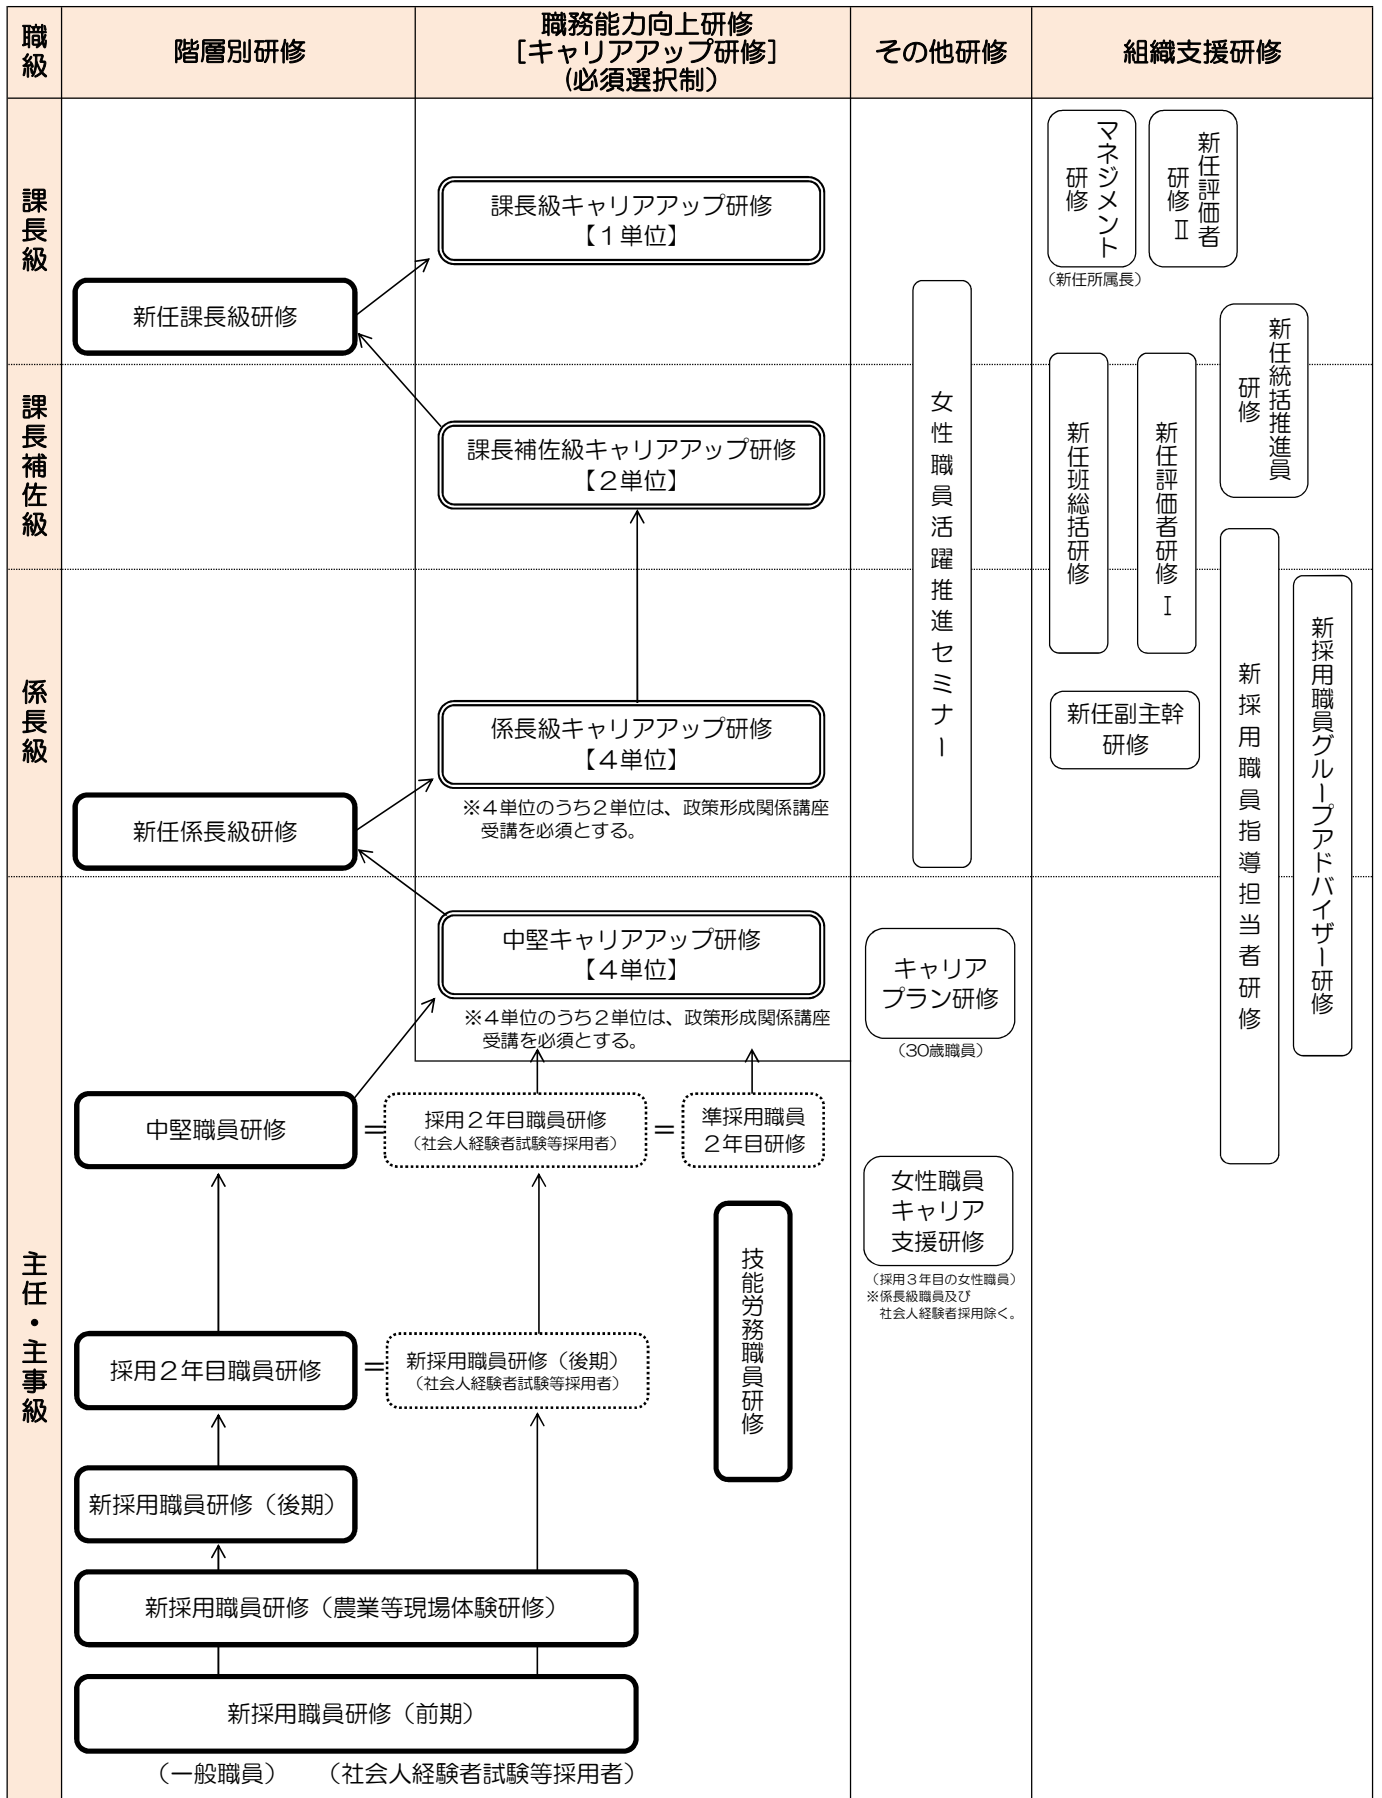 職級
階層別研修
職務能力向上研修
[キャリアアップ研修]
(必須選択制)
その他研修
組織支援研修
課長級
課長級キャリアアップ研修
【1単位】
新任課長級研修
マネジメント
研修
（新任所属長）
新任評価者
研修Ⅱ
課長補佐級
課長補佐級キャリアアップ研修
【2単位】
女性職員活躍推進セミナー
新任班総括研修
新任評価者研修Ⅰ
新任統括推進員
研修
係長級
係長級キャリアアップ研修
【4単位】
※4単位のうち2単位は、政策形成関係講座
受講を必須とする。
新任係長級研修
新任副主幹
研修
新採用職員指導担当者研修
新採用職員グループアドバイザー研修
主任・主事級
中堅キャリアアップ研修
【4単位】
※4単位のうち2単位は、政策形成関係講座
受講を必須とする。
キャリア
プラン研修
（30歳職員）
中堅職員研修
=
採用2年目職員研修
（社会人経験者試験等採用者）
=
準採用職員
2年目研修
女性職員
キャリア
支援研修
（採用3年目の女性職員）
※係長級職員及び
社会人経験者採用除く。
技能労務職員研修
採用2年目職員研修
=
新採用職員研修（後期）
（社会人経験者試験等採用者）
新採用職員研修（後期）
新採用職員研修（農業等現場体験研修）
新採用職員研修（前期）
（一般職員）
（社会人経験者試験等採用者）